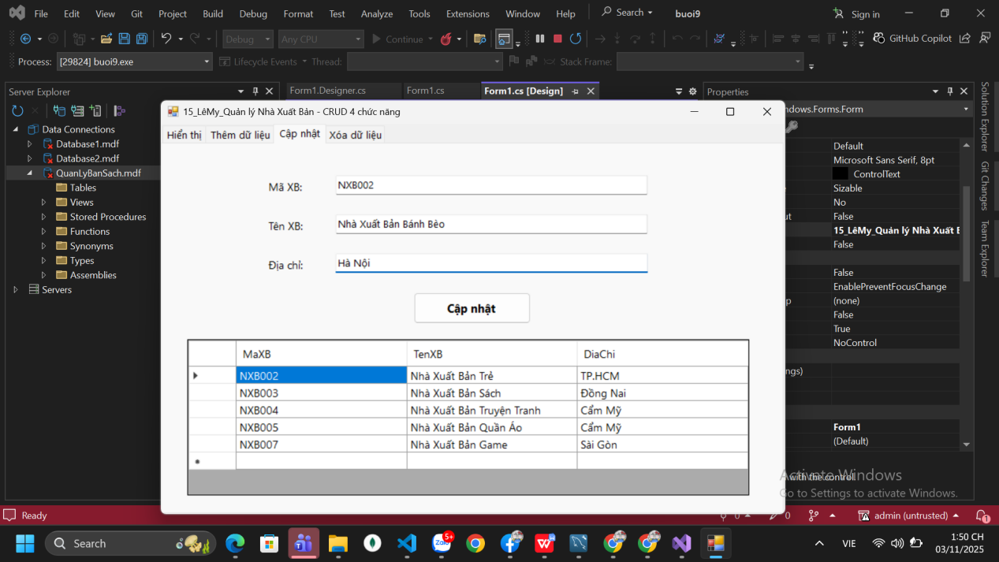 File Edit View Git Project Build Debug Format Test Analyze Tools Extensions Window Help Search buoi9 Sign in
Debug Any CPU Continue GitHub Copilot
Process: [29824] buoi9.exe Lifecycle Events Thread: Stack Frame:
Server Explorer
Form1.Designer.cs Form1.cs Form1.cs [Design]
Properties
ndows.Forms.Form
Data Connections
Database1.mdf
Database2.mdf
QuanLyBanSach.mdf
Tables
Views
Stored Procedures
Functions
Synonyms
Types
Assemblies
Servers
15_LêMy_Quản lý Nhà Xuất Bản - CRUD 4 chức năng
Hiển thị Thêm dữ liệu Cập nhật Xóa dữ liệu
Mã XB: NXB002
Tên XB: Nhà Xuất Bản Bánh Bèo
Địa chỉ: Hà Nội
Cập nhật
MaXB TenXB DiaChi
NXB002 Nhà Xuất Bản Trẻ TP.HCM
NXB003 Nhà Xuất Bản Sách Đồng Nai
NXB004 Nhà Xuất Bản Truyện Tranh Cẩm Mỹ
NXB005 Nhà Xuất Bản Quần Áo Cẩm Mỹ
NXB007 Nhà Xuất Bản Game Sài Gòn
Default
Microsoft Sans Serif, 8pt
ControlText
Sizable
No
ut False
15_LêMy_Quản lý Nhà Xuất
False
False
EnablePreventFocusChange
p (none)
False
True
NoControl
ngs)
Form1
(Default)
with the control.
Activate Windows
Go to Settings to activate Windows.
Solution Explorer
Git Changes
Team Explorer
Ready 0 0 admin (untrusted) 1
Search Zalo 5+ VIE 1:50 CH
03/11/2025